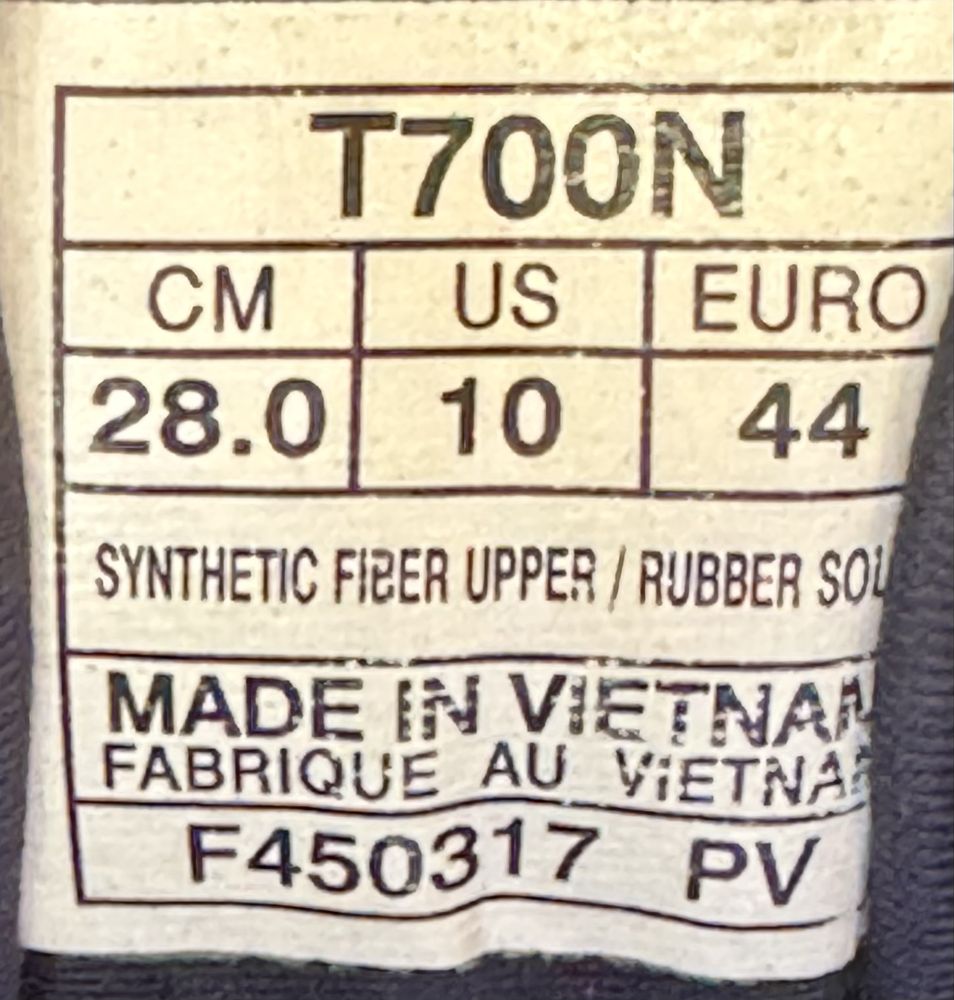 T700N
CM US EURO
28.0 10 44
SYNTHETIC FIBER UPPER / RUBBER SOL
MADE IN VIETNAM
FABRIQUE AU VIETNA
F450317 PV